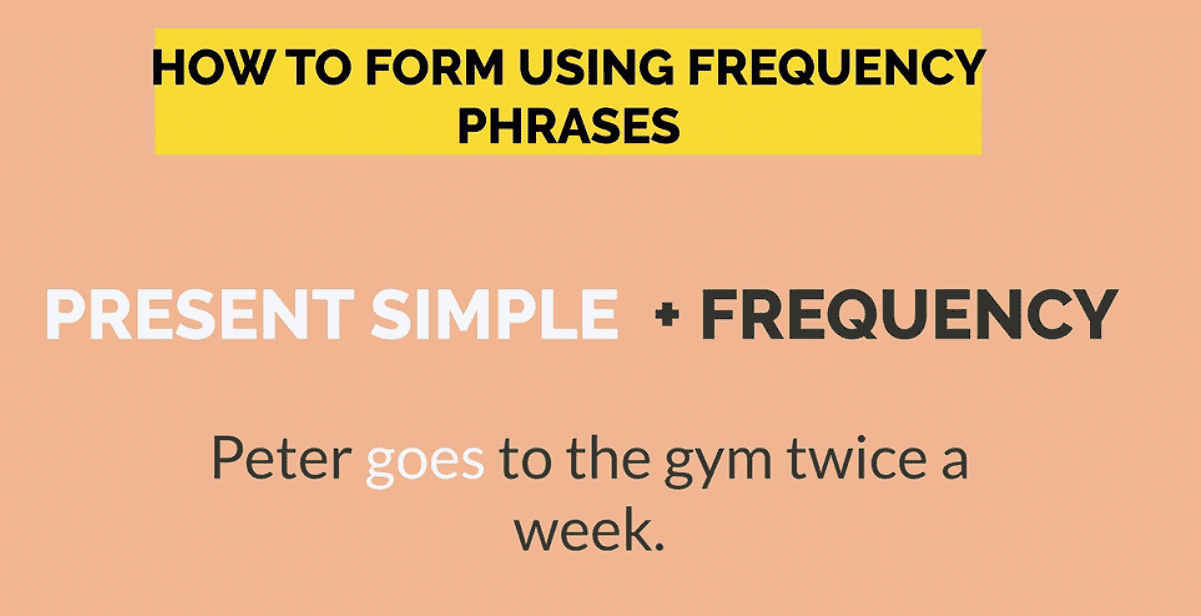 HOW TO FORM USING FREQUENCY
PHRASES
PRESENT SIMPLE + FREQUENCY
Peter goes to the gym twice a
week.